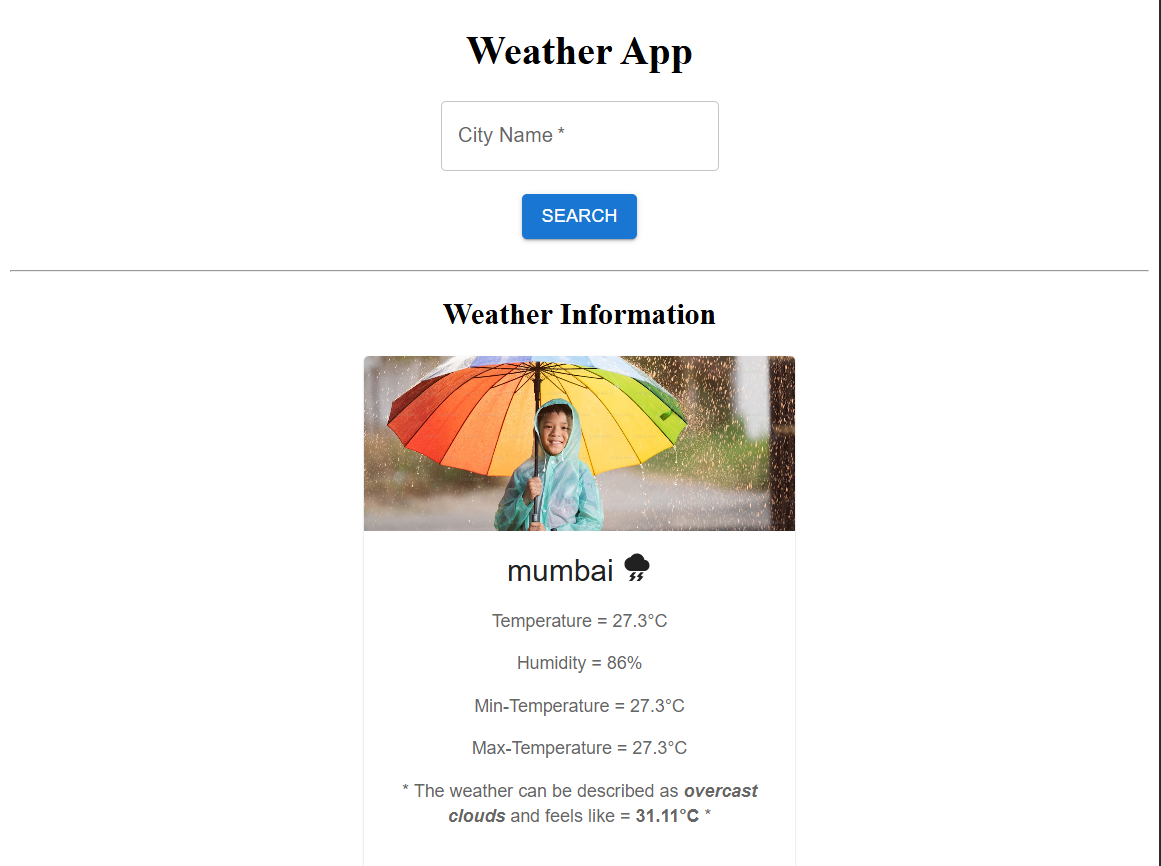 Weather App
City Name *
SEARCH
Weather Information
mumbai
Temperature = 27.3°C
Humidity = 86%
Min-Temperature = 27.3°C
Max-Temperature = 27.3°C
* The weather can be described as overcast
clouds and feels like = 31.11°C *